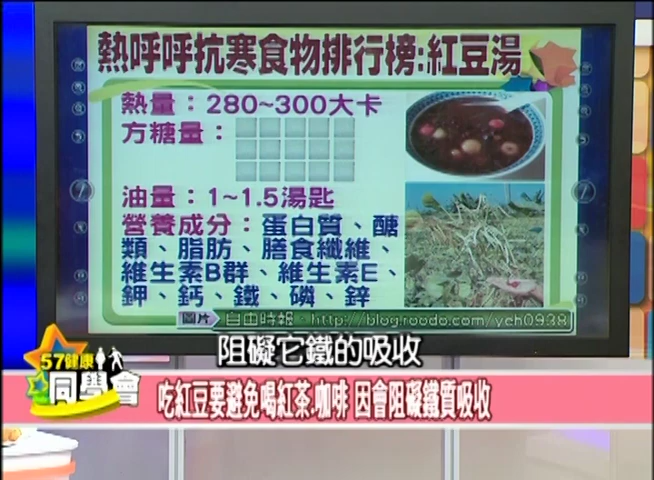 熱呼呼抗寒食物排行榜:紅豆湯
熱量：280~300大卡
方糖量：
油量：1~1.5湯匙
營養成分：蛋白質、醣
類、脂肪、膳食纖維、
維生素B群、維生素E、
鉀、鈣、鐵、磷、鋅
圖片 自由時報、http://blog.roodo.com/yeh0938
阻礙它鐵的吸收
57健康
同學會
吃紅豆要避免喝紅茶.咖啡 因會阻礙鐵質吸收